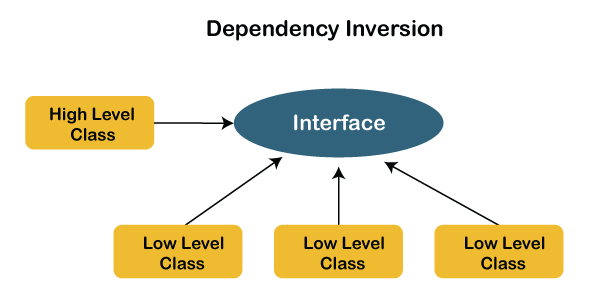 Dependency Inversion
High Level
Class
Interface
Low Level
Class
Low Level
Class
Low Level
Class